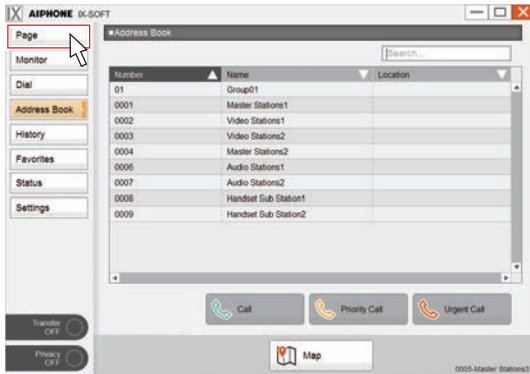 IX AIPHONE IX-SOFT
Page
Monitor
Dial
Address Book
History
Favorites
Status
Settings
Transfer
OFF
Privacy
OFF
■Address Book
Search...
Number Name Location
01 Group01
0001 Master Stations1
0002 Video Stations1
0003 Video Stations2
0004 Master Stations2
0006 Audio Stations1
0007 Audio Stations2
0008 Handset Sub Station1
0009 Handset Sub Station2
Call Priority Call Urgent Call
Map
0005-Master Stations3